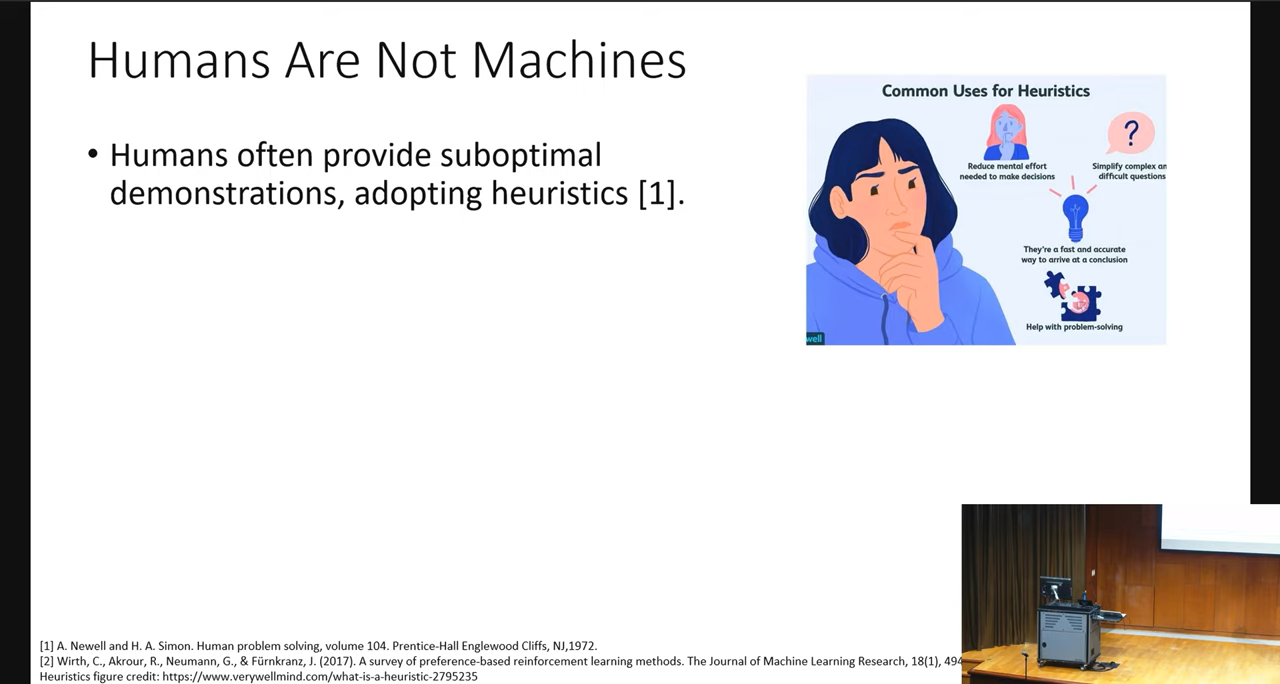 Humans Are Not Machines
• Humans often provide suboptimal
demonstrations, adopting heuristics [1].
Common Uses for Heuristics
Reduce mental effort
needed to make decisions
Simplify complex an
difficult questions
They're a fast and accurate
way to arrive at a conclusion
Help with problem-solving
well
[1] A. Newell and H. A. Simon. Human problem solving, volume 104. Prentice-Hall Englewood Cliffs, NJ,1972.
[2] Wirth, C., Akrour, R., Neumann, G., & Fürnkranz, J. (2017). A survey of preference-based reinforcement learning methods. The Journal of Machine Learning Research, 18(1), 494
Heuristics figure credit: https://www.verywellmind.com/what-is-a-heuristic-2795235